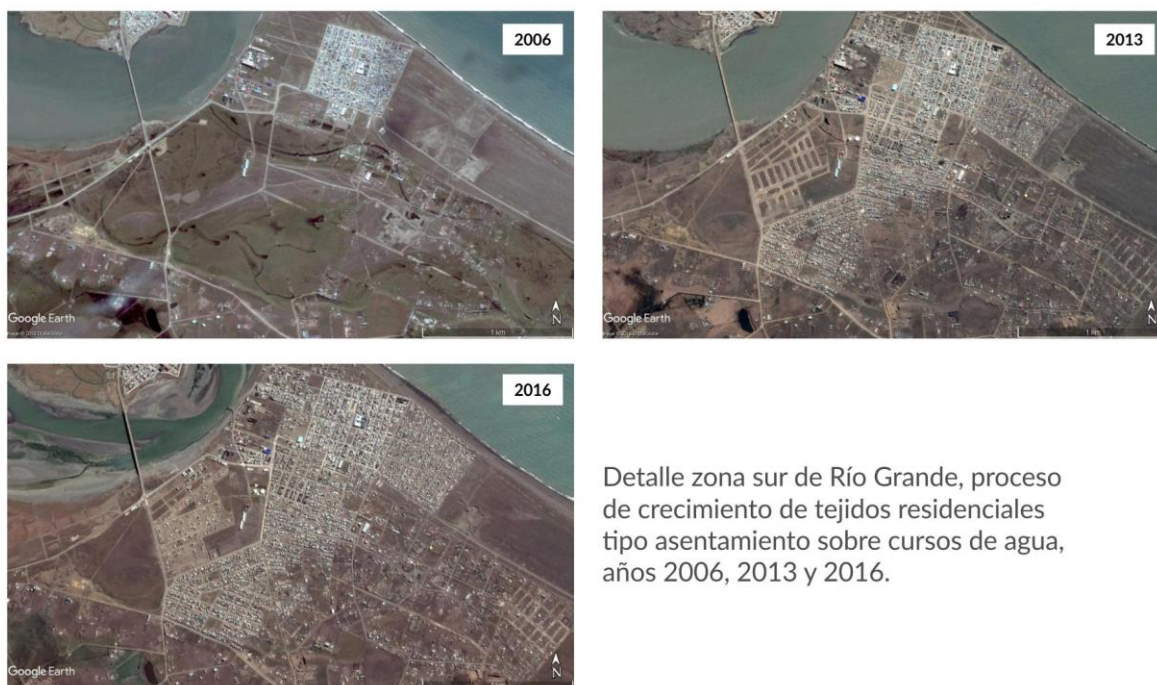 2006
2013
Google Earth
1 km
N
Google Earth
1 km
N
2016
Google Earth
N
Detalle zona sur de Río Grande, proceso
de crecimiento de tejidos residenciales
tipo asentamiento sobre cursos de agua,
años 2006, 2013 y 2016.